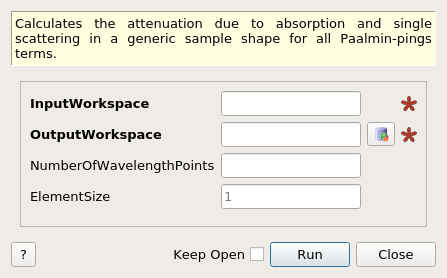 Calculates the attenuation due to absorption and single
scattering in a generic sample shape for all Paalmin-pings
terms.
InputWorkspace
*
OutputWorkspace
*
NumberOfWavelengthPoints
ElementSize 1
? Keep Open Run Close